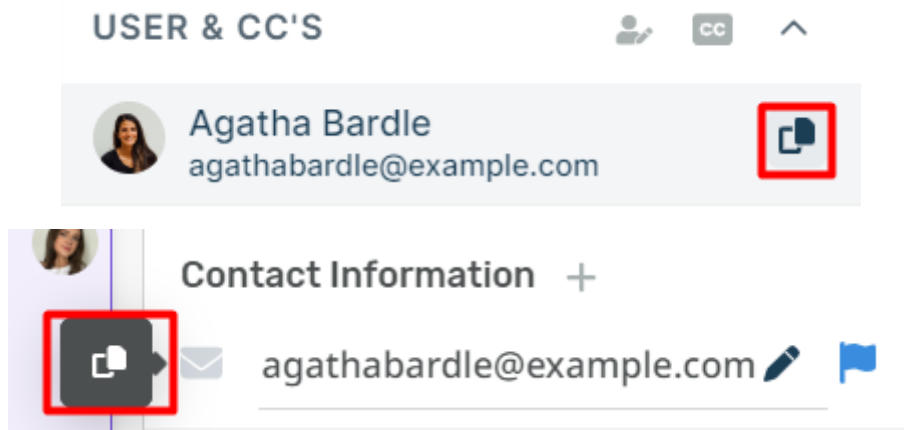 USER & CC'S CC
Agatha Bardle
agathabardle@example.com
Contact Information
agathabardle@example.com